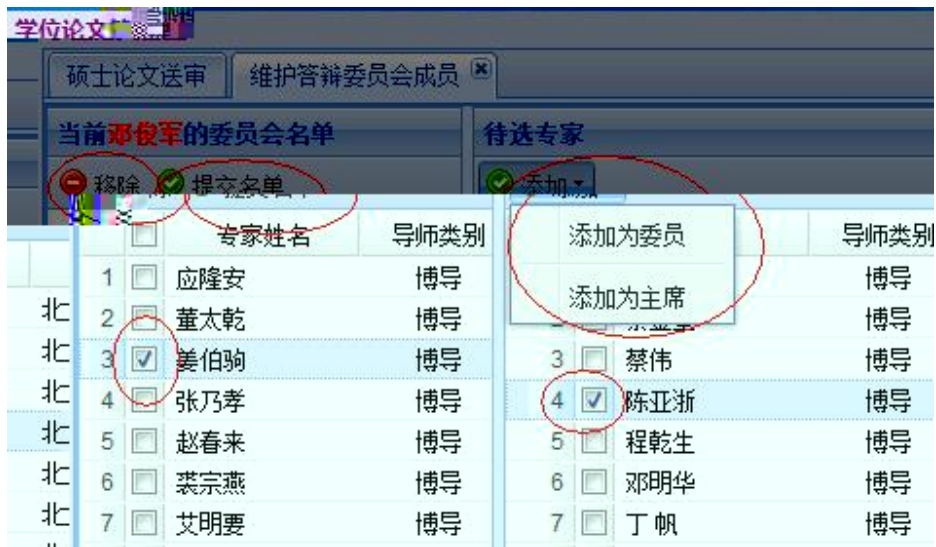 学位论文
硕士论文送审 维护答辩委员会成员
当前邓俊军的委员会名单 待选专家
移除 提交名单 添加
专家姓名 导师类别 添加为委员 导师类别
1 应隆安 博导 添加为主席
北 2 董太乾 博导 博导
北 3 姜伯驹 博导 3 蔡伟 博导
北 4 张乃孝 博导 4 陈亚浙 博导
北 5 赵春来 博导 5 程乾生 博导
北 6 裘宗燕 博导 6 邓明华 博导
北 7 艾明要 博导 7 丁帆 博导